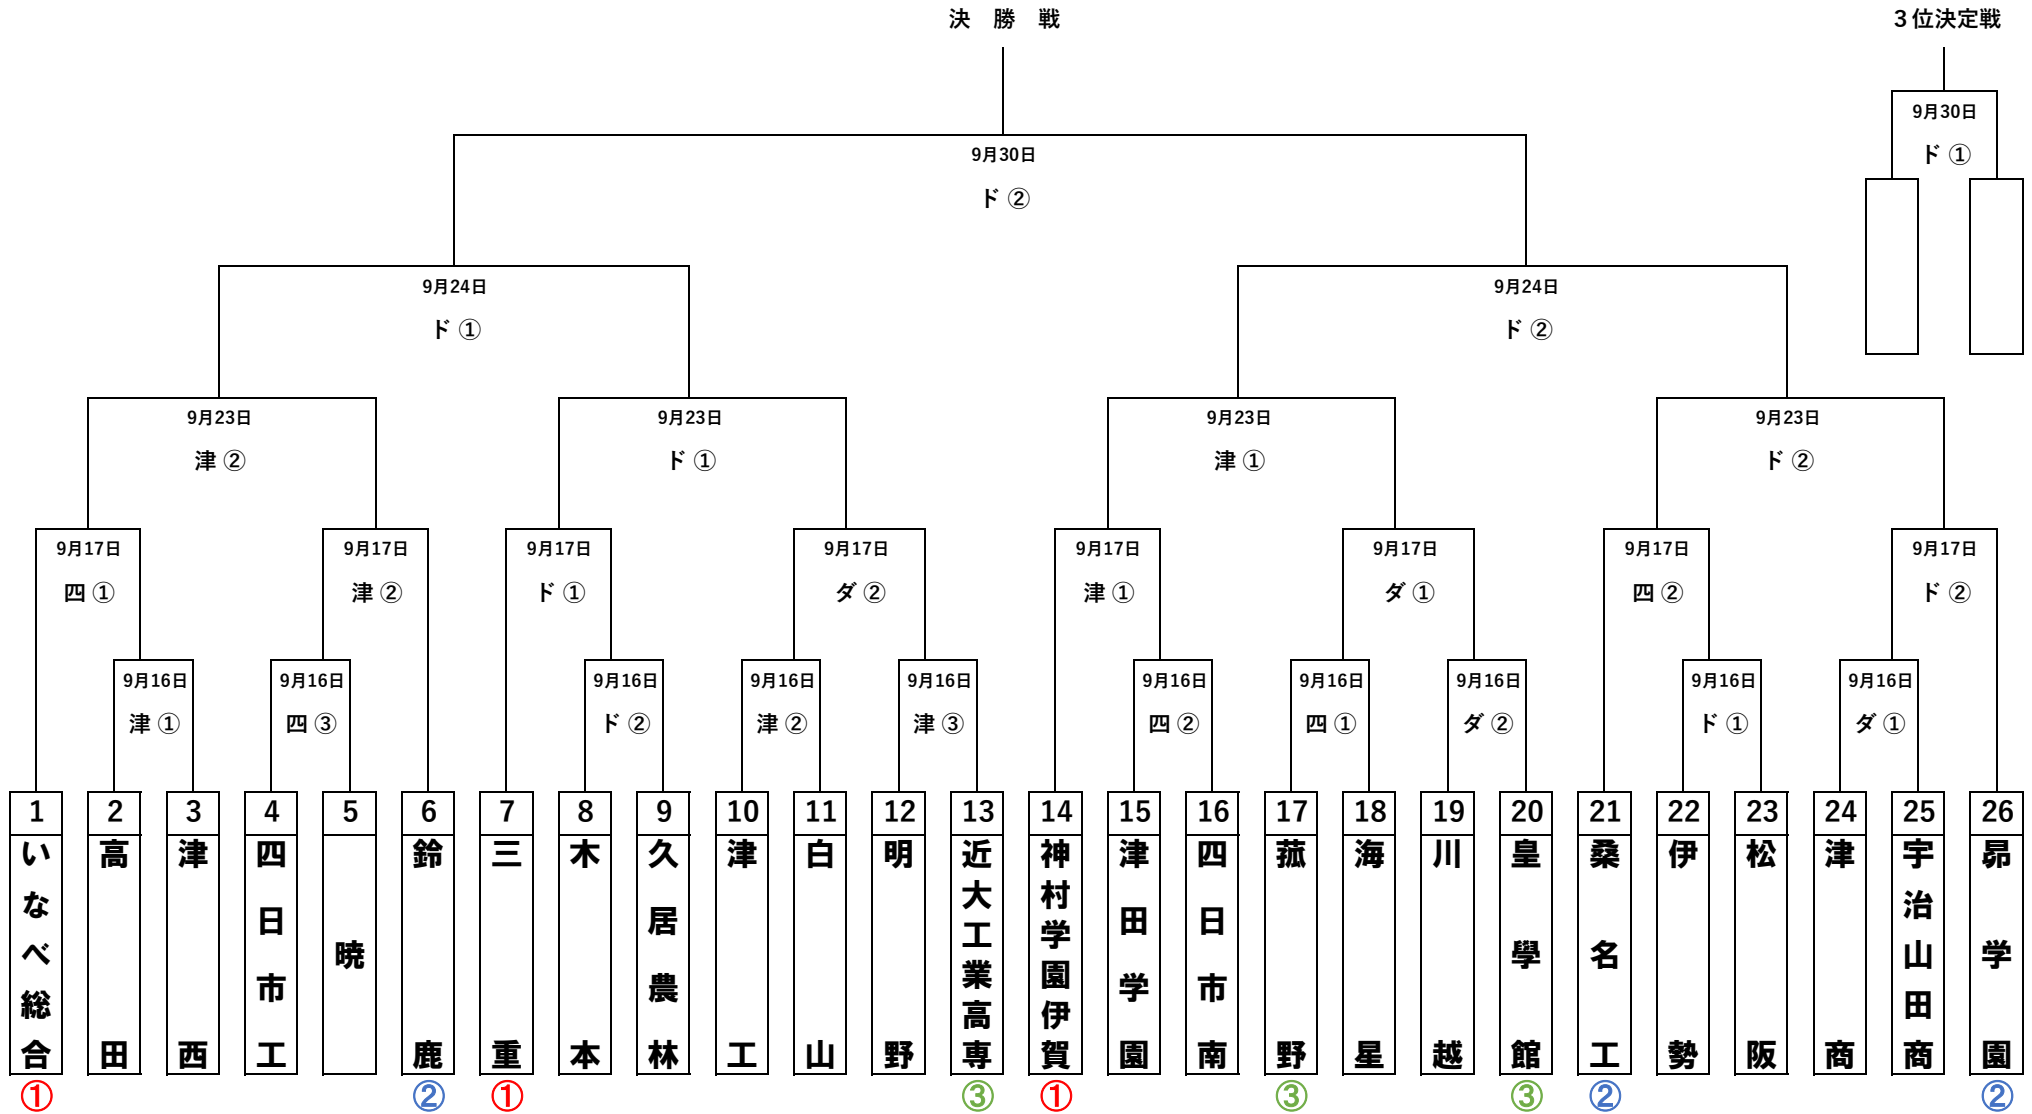 決 勝 戦
３位決定戦
9月30日
ド ①
9月30日
ド ②
9月24日
ド ①
9月24日
ド ②
9月23日
津 ②
9月23日
ド ①
9月23日
津 ①
9月23日
ド ②
9月17日
四 ①
9月17日
津 ②
9月17日
ド ①
9月17日
ダ ②
9月17日
津 ①
9月17日
ダ ①
9月17日
四 ②
9月17日
ド ②
9月16日
津 ①
9月16日
四 ③
9月16日
ド ②
9月16日
津 ②
9月16日
津 ③
9月16日
四 ②
9月16日
四 ①
9月16日
ダ ②
9月16日
ド ①
9月16日
ダ ①
1
いなべ総合
①
2
高田
3
津西
4
四日市工
5
暁
6
鈴鹿
②
7
三重
①
8
木本
9
久居農林
10
津工
11
白山
12
明野
13
近大工業高専
③
14
神村学園伊賀
①
15
津田学園
16
四日市南
17
菰野
③
18
海星
19
川越
20
皇學館
③
21
桑名工
②
22
伊勢
23
松阪
24
津商
25
宇治山田商
26
昴学園
②